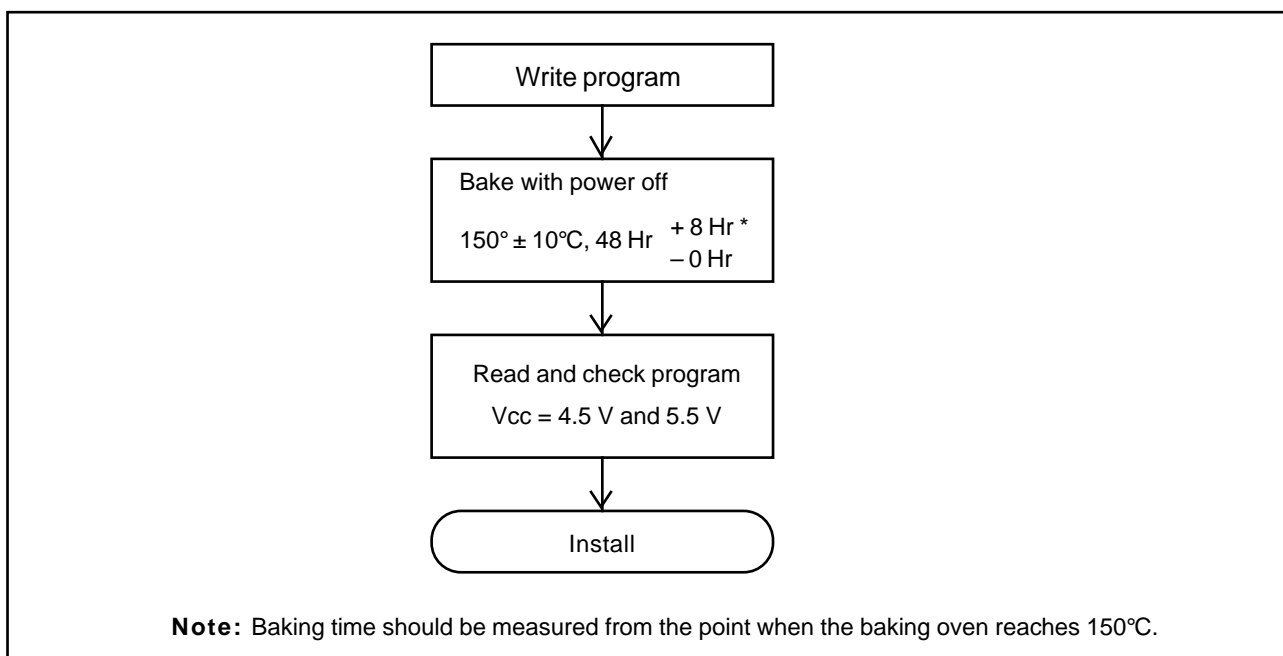 Write program
Bake with power off
150° ± 10°C, 48 Hr + 8 Hr *
– 0 Hr
Read and check program
Vcc = 4.5 V and 5.5 V
Install
Note: Baking time should be measured from the point when the baking oven reaches 150°C.